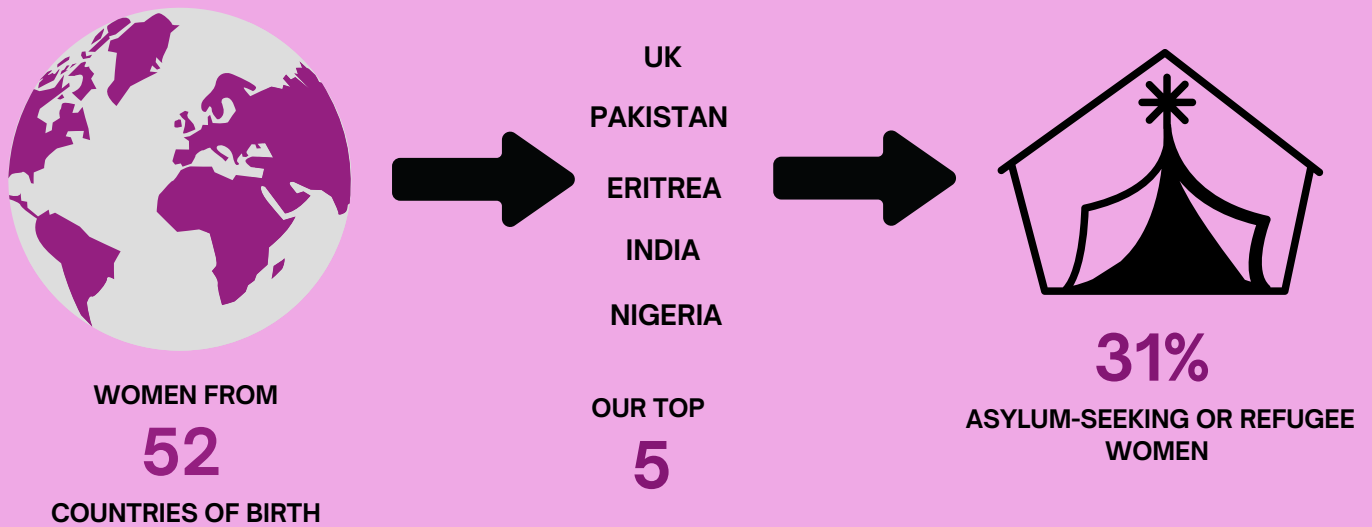 WOMEN FROM
52
COUNTRIES OF BIRTH
UK
PAKISTAN
ERITREA
INDIA
NIGERIA
OUR TOP
5
31%
ASYLUM-SEEKING OR REFUGEE
WOMEN